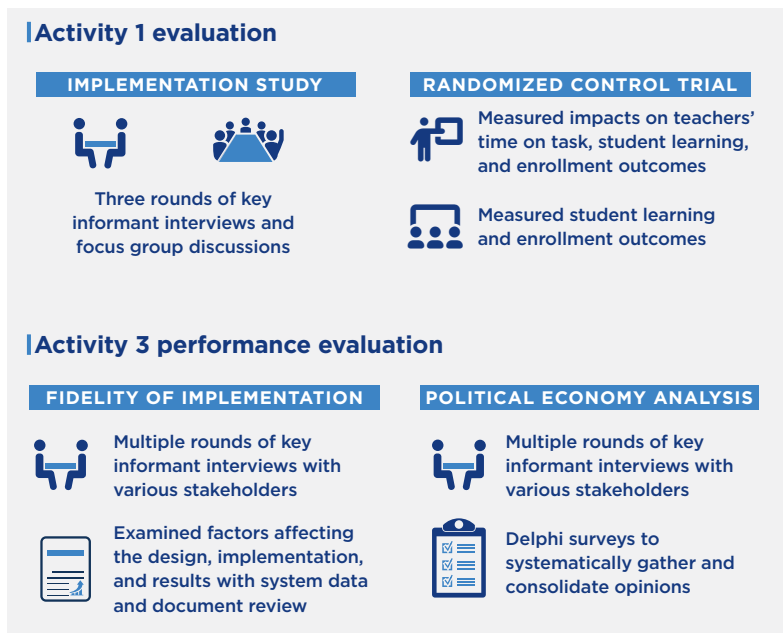 Activity 1 evaluation
IMPLEMENTATION STUDY
Three rounds of key
informant interviews and
focus group discussions
RANDOMIZED CONTROL TRIAL
Measured impacts on teachers'
time on task, student learning,
and enrollment outcomes
Measured student learning
and enrollment outcomes
Activity 3 performance evaluation
FIDELITY OF IMPLEMENTATION
Multiple rounds of key
informant interviews with
various stakeholders
Examined factors affecting
the design, implementation,
and results with system data
and document review
POLITICAL ECONOMY ANALYSIS
Multiple rounds of key
informant interviews with
various stakeholders
Delphi surveys to
systematically gather and
consolidate opinions